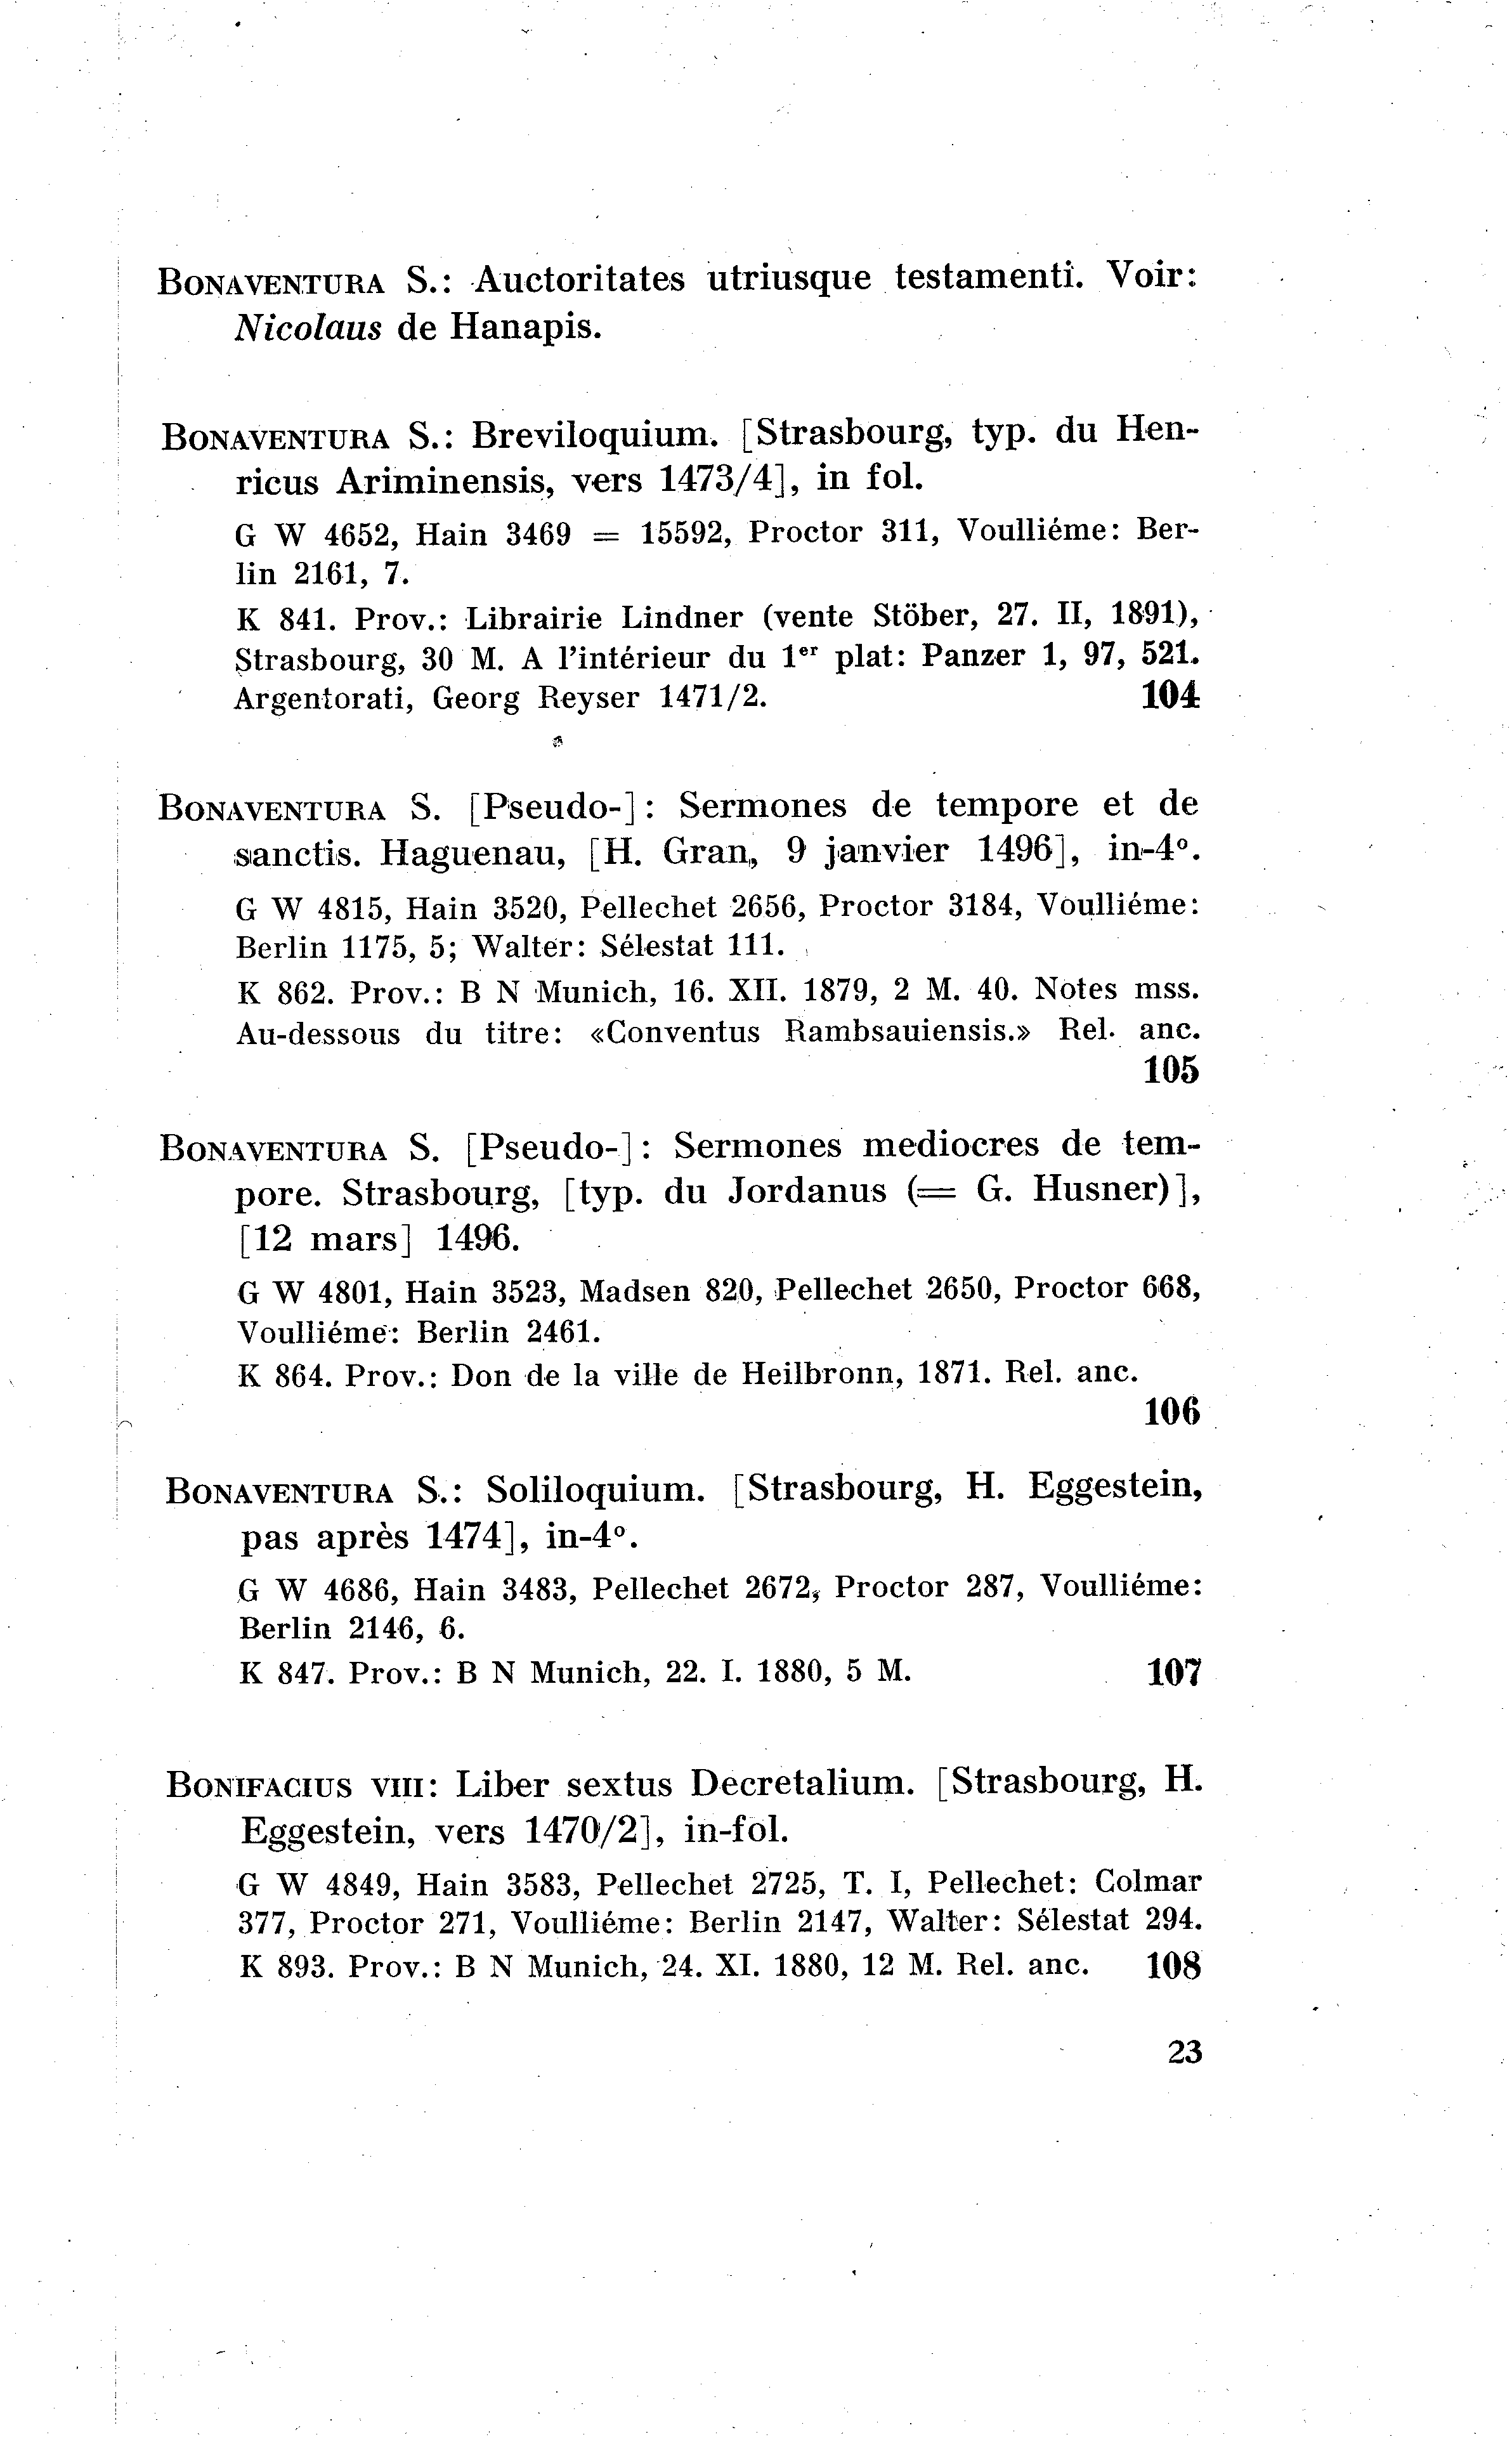 BONAVENTURA S.: Auctoritates utriusque testamenti. Voir:
Nicolaus de Hanapis.
BONAVENTURA S.: Breviloquium. [Strasbourg, typ. du Hen-
ricus Ariminensis, vers 1473/4], in fol.
G W 4652, Hain 3469 = 15592, Proctor 311, Voulliéme: Ber-
lin 2161, 7.
K 841. Prov.: Librairie Lindner (vente Stöber, 27. II, 1891),
Strasbourg, 30 M. A l'intérieur du 1er plat: Panzer 1, 97, 521.
Argentorati, Georg Reyser 1471/2. 104
BONAVENTURA S. [Pseudo-]: Sermones de tempore et de
sanctis. Haguenau, [H. Gran, 9 janvier 1496], in-4º.
G W 4815, Hain 3520, Pellechet 2656, Proctor 3184, Voulliéme:
Berlin 1175, 5; Walter: Sélestat 111.
K 862. Prov.: B N Munich, 16. XII. 1879, 2 M. 40. Notes mss.
Au-dessous du titre: «Conventus Rambsauiensis.» Rel. anc.
105
BONAVENTURA S. [Pseudo-]: Sermones mediocres de tem-
pore. Strasbourg, [typ. du Jordanus (= G. Husner)],
[12 mars] 1496.
G W 4801, Hain 3523, Madsen 820, Pellechet 2650, Proctor 668,
Voulliéme: Berlin 2461.
K 864. Prov.: Don de la ville de Heilbronn, 1871. Rel. anc.
106
BONAVENTURA S.: Soliloquium. [Strasbourg, H. Eggestein,
pas après 1474], in-4º.
G W 4686, Hain 3483, Pellechet 2672, Proctor 287, Voulliéme:
Berlin 2146, 6.
K 847. Prov.: B N Munich, 22. I. 1880, 5 M. 107
BONIFACIUS VIII: Liber sextus Decretalium. [Strasbourg, H.
Eggestein, vers 1470/2], in-fol.
G W 4849, Hain 3583, Pellechet 2725, T. I, Pellechet: Colmar
377, Proctor 271, Voulliéme: Berlin 2147, Walter: Sélestat 294.
K 893. Prov.: B N Munich, 24. XI. 1880, 12 M. Rel. anc. 108
23